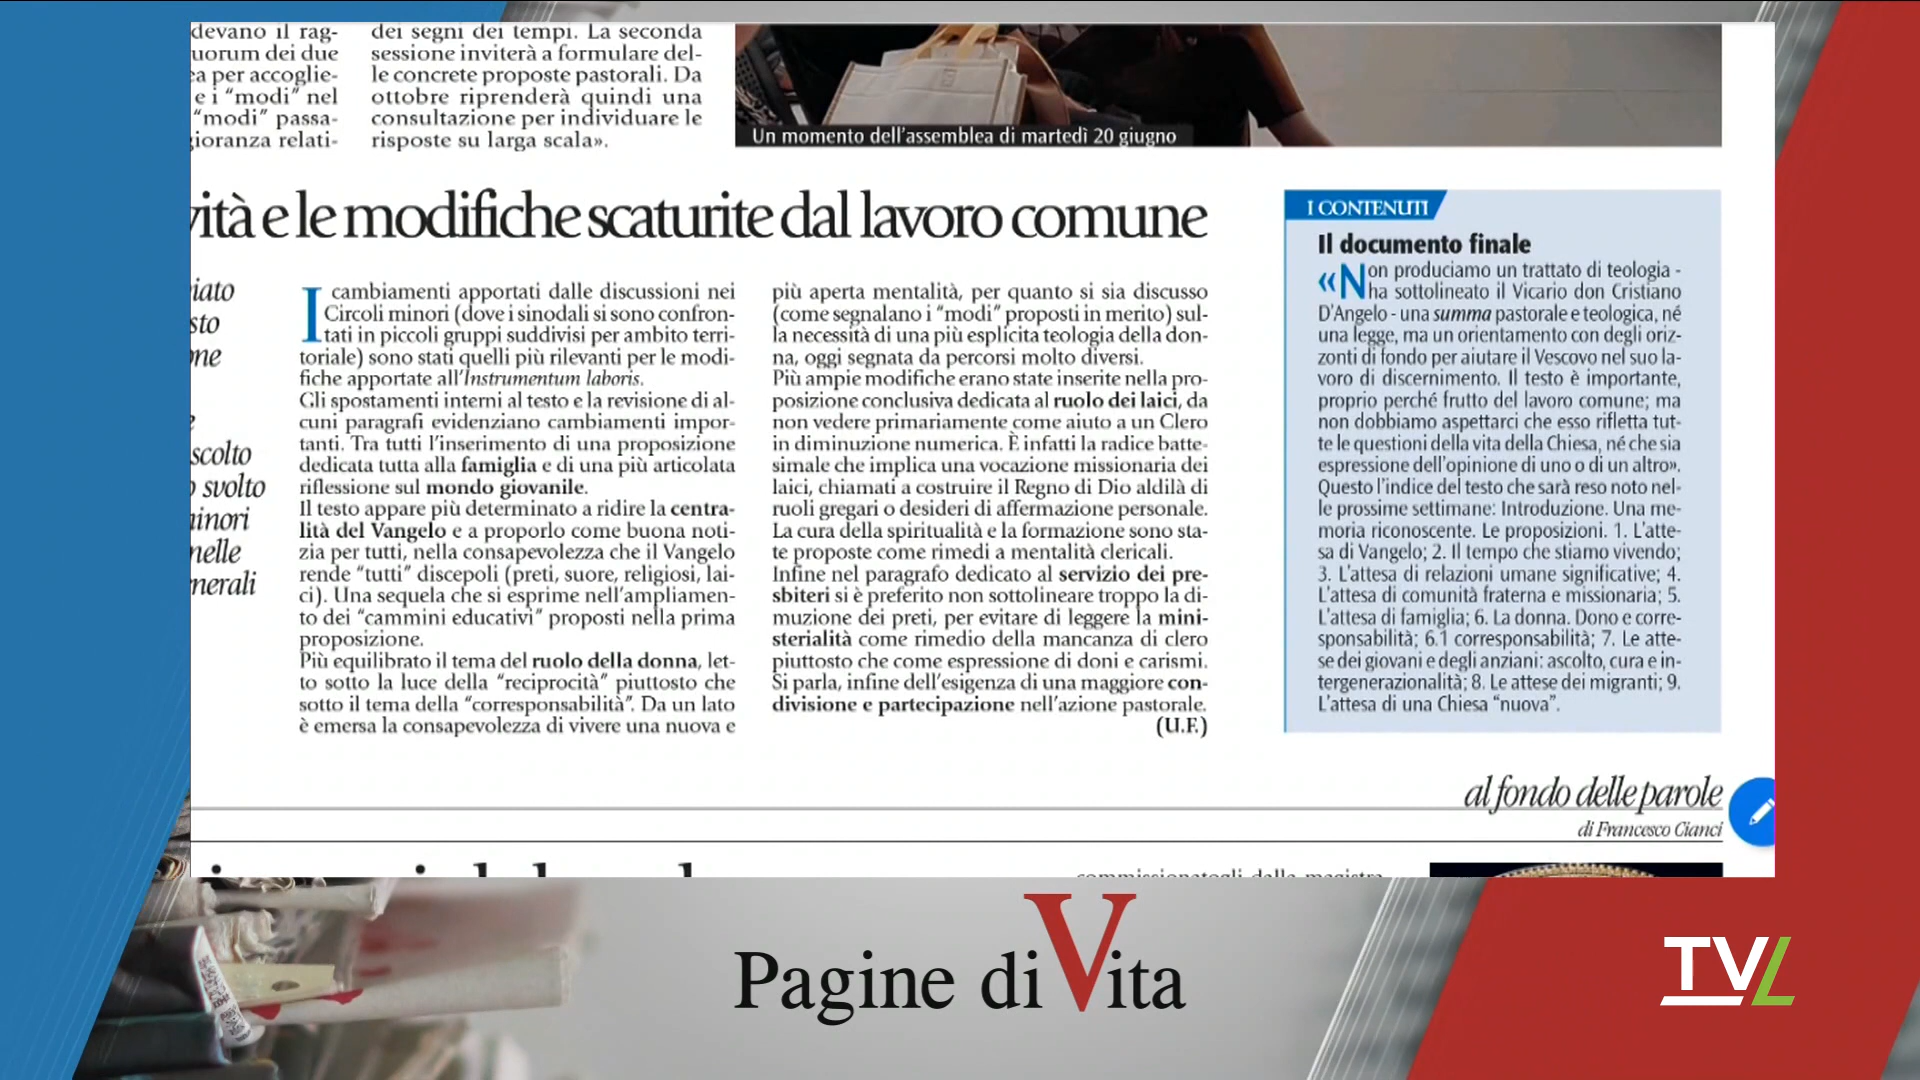 devano il rag-
uorum dei due
a per accoglie-
e i “modi” nel
“modi” passa-
gioranza relati-
dei segni dei tempi. La seconda
sessione inviterà a formulare del-
le concrete proposte pastorali. Da
ottobre riprenderà quindi una
consultazione per individuare le
risposte su larga scala».
Un momento dell'assemblea di martedì 20 giugno
vità e le modifiche scaturite dal lavoro comune
iato
sto
one
scolto
svolto
inori
nelle
nerali
I cambiamenti apportati dalle discussioni nei
Circoli minori (dove i sinodali si sono confron-
tati in piccoli gruppi suddivisi per ambito terri-
toriale) sono stati quelli più rilevanti per le modi-
fiche apportate all'Instrumentum laboris.
Gli spostamenti interni al testo e la revisione di al-
cuni paragrafi evidenziano cambiamenti impor-
tanti. Tra tutti l'inserimento di una proposizione
dedicata tutta alla famiglia e di una più articolata
riflessione sul mondo giovanile.
Il testo appare più determinato a ridire la centra-
lità del Vangelo e a proporlo come buona noti-
zia per tutti, nella consapevolezza che il Vangelo
rende “tutti” discepoli (preti, suore, religiosi, lai-
ci). Una sequela che si esprime nell'ampliamen-
to dei “cammini educativi” proposti nella prima
proposizione.
Più equilibrato il tema del ruolo della donna, let-
to sotto la luce della “reciprocità” piuttosto che
sotto il tema della “corresponsabilità”. Da un lato
è emersa la consapevolezza di vivere una nuova e
più aperta mentalità, per quanto si sia discusso
(come segnalano i “modi” proposti in merito) sul-
la necessità di una più esplicita teologia della don-
na, oggi segnata da percorsi molto diversi.
Più ampie modifiche erano state inserite nella pro-
posizione conclusiva dedicata al ruolo dei laici, da
non vedere primariamente come aiuto a un Clero
in diminuzione numerica. È infatti la radice batte-
simale che implica una vocazione missionaria dei
laici, chiamati a costruire il Regno di Dio aldilà di
ruoli gregari o desideri di affermazione personale.
La cura della spiritualità e la formazione sono sta-
te proposte come rimedi a mentalità clericali.
Infine nel paragrafo dedicato al servizio dei pre-
sbiteri si è preferito non sottolineare troppo la di-
muzione dei preti, per evitare di leggere la mini-
sterialità come rimedio della mancanza di clero
piuttosto che come espressione di doni e carismi.
Si parla, infine dell'esigenza di una maggiore con-
divisione e partecipazione nell'azione pastorale.
(U.F.)
I CONTENUTI
Il documento finale
«Non produciamo un trattato di teologia -
ha sottolineato il Vicario don Cristiano
D'Angelo - una summa pastorale e teologica, né
una legge, ma un orientamento con degli oriz-
zonti di fondo per aiutare il Vescovo nel suo la-
voro di discernimento. Il testo è importante,
proprio perché frutto del lavoro comune; ma
non dobbiamo aspettarci che esso rifletta tut-
te le questioni della vita della Chiesa, né che sia
espressione dell'opinione di uno o di un altro».
Questo l'indice del testo che sarà reso noto nel-
le prossime settimane: Introduzione. Una me-
moria riconoscente. Le proposizioni. 1. L'atte-
sa di Vangelo; 2. Il tempo che stiamo vivendo;
3. L'attesa di relazioni umane significative; 4.
L'attesa di comunità fraterna e missionaria; 5.
L'attesa di famiglia; 6. La donna. Dono e corre-
sponsabilità; 6.1 corresponsabilità; 7. Le atte-
se dei giovani e degli anziani: ascolto, cura e in-
tergenerazionalità; 8. Le attese dei migranti; 9.
L'attesa di una Chiesa “nuova”.
al fondo delle parole
di Francesco Cianci
Pagine di Vita
TVL